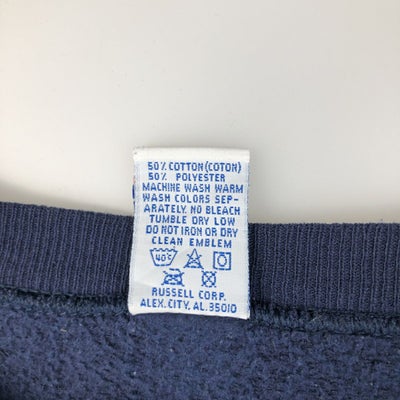 50% COTTON (COTON)
50% POLYESTER
MACHINE WASH WARM
WASH COLORS SEP-
ARATELY. NO BLEACH
TUMBLE DRY LOW
DO NOT IRON OR DRY
CLEAN EMBLEM
40°C
RUSSELL CORP.
ALEX. CITY, AL. 35010